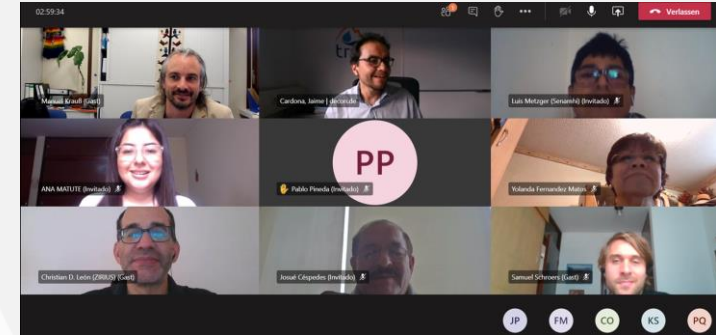 02:59:34
Verlassen
Manuel Krauß (Gast)
Cardona, Jaime | decon
Luis Metzger (Senamhi) (Invitado)
ANA MATUTE (Invitado)
PP
Pablo Pineda (Invitado)
Yolanda Fernandez Matos
Christian D. León (ZIRIUS) (Gast)
Josué Céspedes (Invitado)
Samuel Schroers (Gast)
JP
FM
CO
KS
PQ